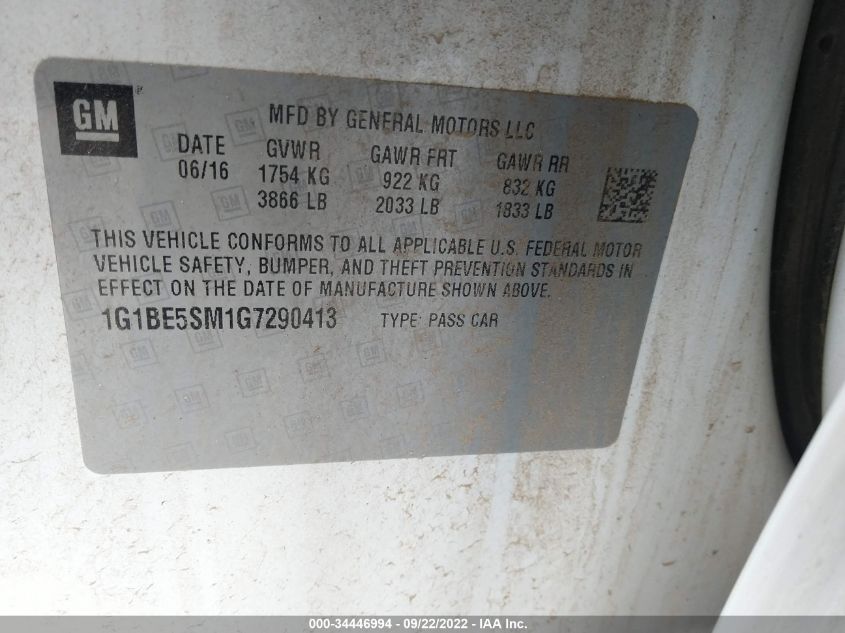 GM
MFD BY GENERAL MOTORS LLC
DATE GVWR GAWR FRT GAWR RR
06/16 1754 KG 922 KG 832 KG
3866 LB 2033 LB 1833 LB
THIS VEHICLE CONFORMS TO ALL APPLICABLE U.S. FEDERAL MOTOR
VEHICLE SAFETY, BUMPER, AND THEFT PREVENTION STANDARDS IN
EFFECT ON THE DATE OF MANUFACTURE SHOWN ABOVE.
1G1BE5SM1G7290413 TYPE: PASS CAR
000-34446994 - 09/22/2022 - IAA Inc.